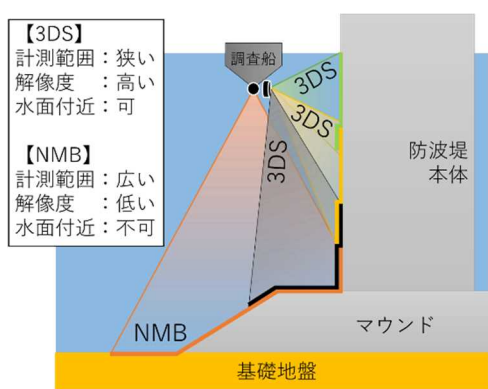 【3DS】
計測範囲：狭い
解像度　：高い
水面付近：可
【NMB】
計測範囲：広い
解像度　：低い
水面付近：不可
調査船
3DS
3DS
3DS
防波堤
本体
NMB
マウンド
基礎地盤